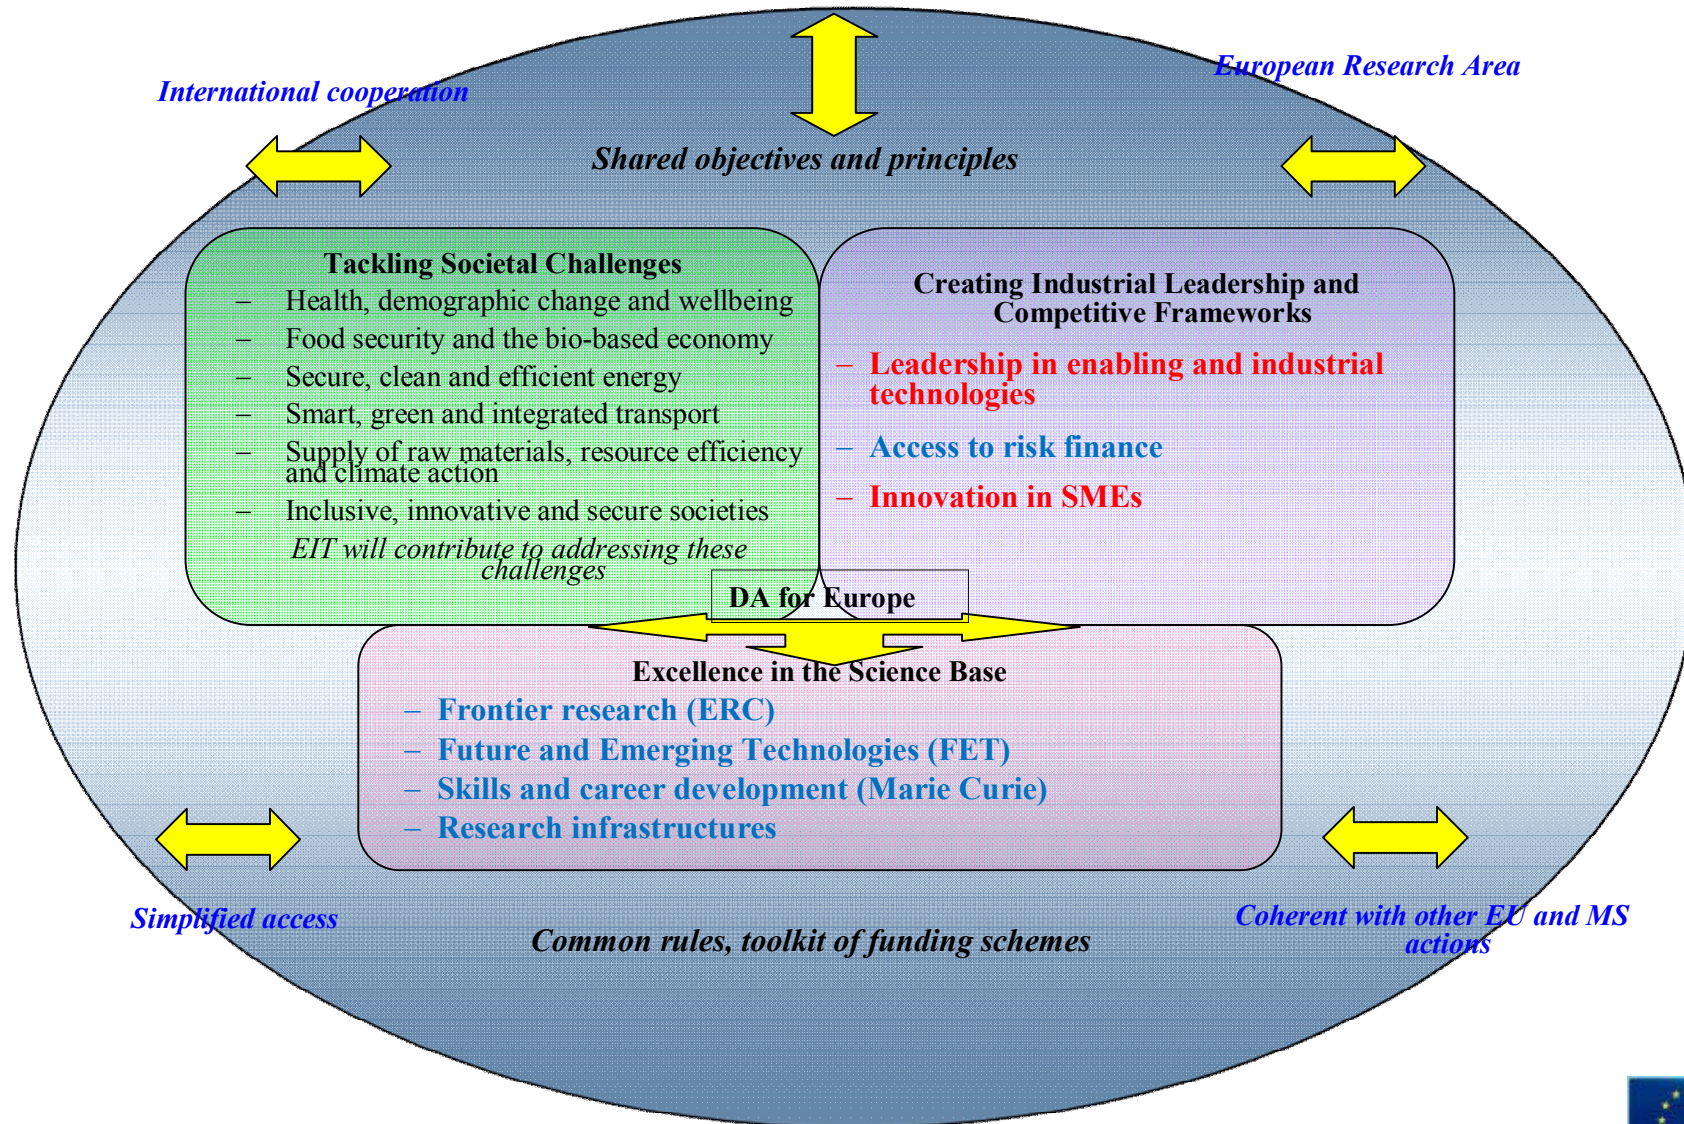 International cooperation
European Research Area
Shared objectives and principles
Tackling Societal Challenges
– Health, demographic change and wellbeing
– Food security and the bio-based economy
– Secure, clean and efficient energy
– Smart, green and integrated transport
– Supply of raw materials, resource efficiency
and climate action
– Inclusive, innovative and secure societies
EIT will contribute to addressing these
challenges
Creating Industrial Leadership and
Competitive Frameworks
– Leadership in enabling and industrial
technologies
– Access to risk finance
– Innovation in SMEs
DA for Europe
Excellence in the Science Base
– Frontier research (ERC)
– Future and Emerging Technologies (FET)
– Skills and career development (Marie Curie)
– Research infrastructures
Simplified access
Common rules, toolkit of funding schemes
Coherent with other EU and MS
actions